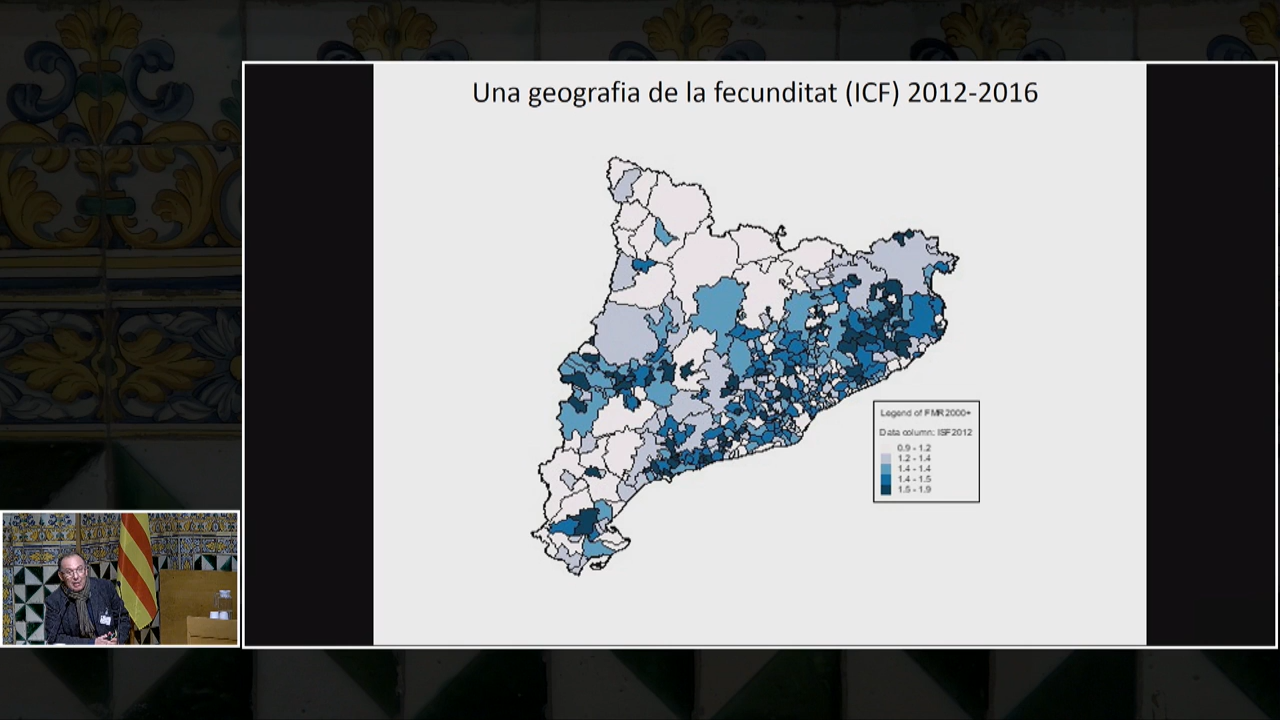 Una geografia de la fecunditat (ICF) 2012-2016
Legend of FMR2000+
Data column: ISF2012
0,9 - 1,2
1,2 - 1,4
1,4 - 1,4
1,4 - 1,5
1,5 - 1,9